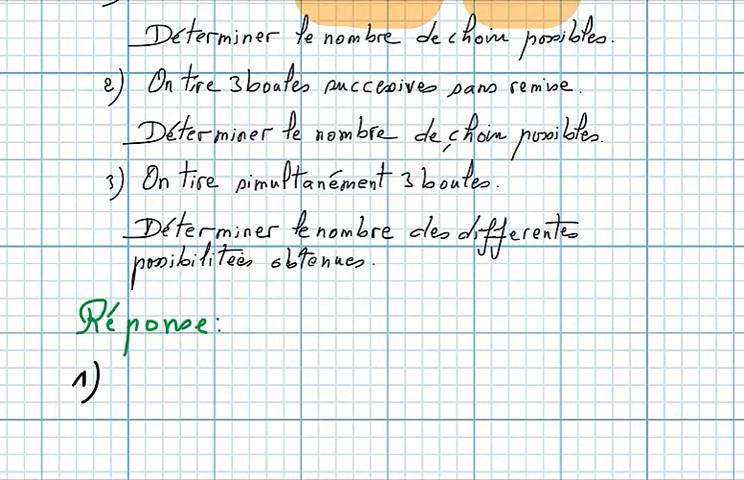 Déterminer le nombre de choix possibles.
2) On tire 3 boules successives sans remise.
Déterminer le nombre de choix possibles.
3) On tire simultanément 3 boules.
Déterminer le nombre des differentes
possibilitées obtenues.
Réponse:
1)